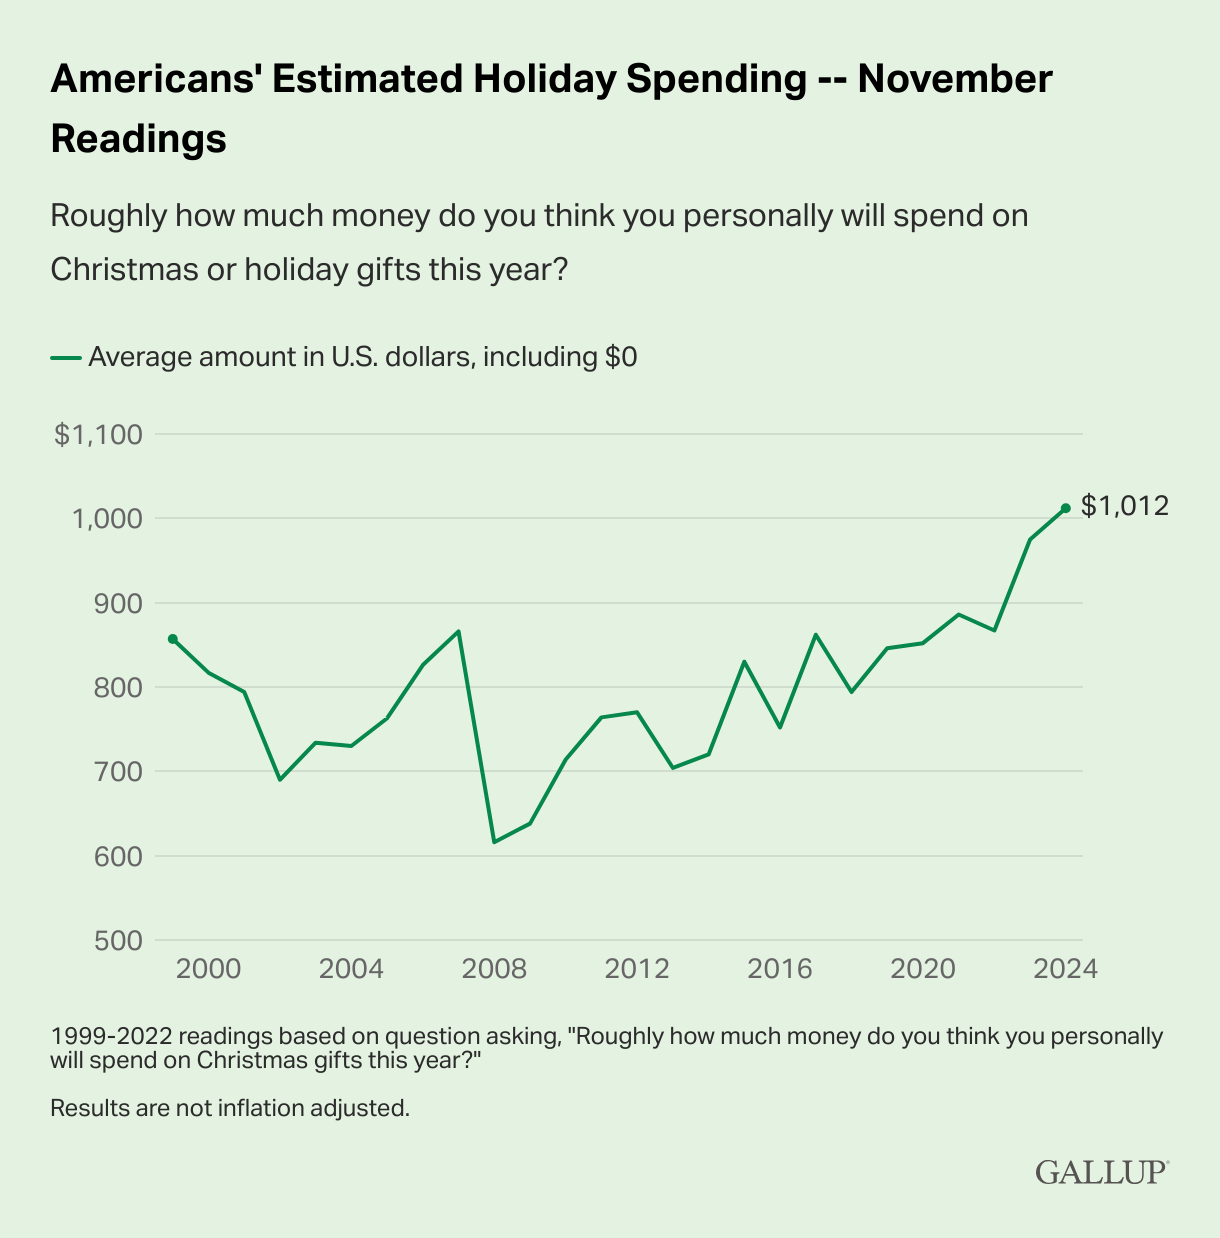 Americans' Estimated Holiday Spending -- November
Readings
Roughly how much money do you think you personally will spend on
Christmas or holiday gifts this year?
Average amount in U.S. dollars, including $0
$1,100
1,000
900
800
700
600
500
$1,012
2000 2004 2008 2012 2016 2020 2024
1999-2022 readings based on question asking, "Roughly how much money do you think you personally
will spend on Christmas gifts this year?"
Results are not inflation adjusted.
GALLUP®